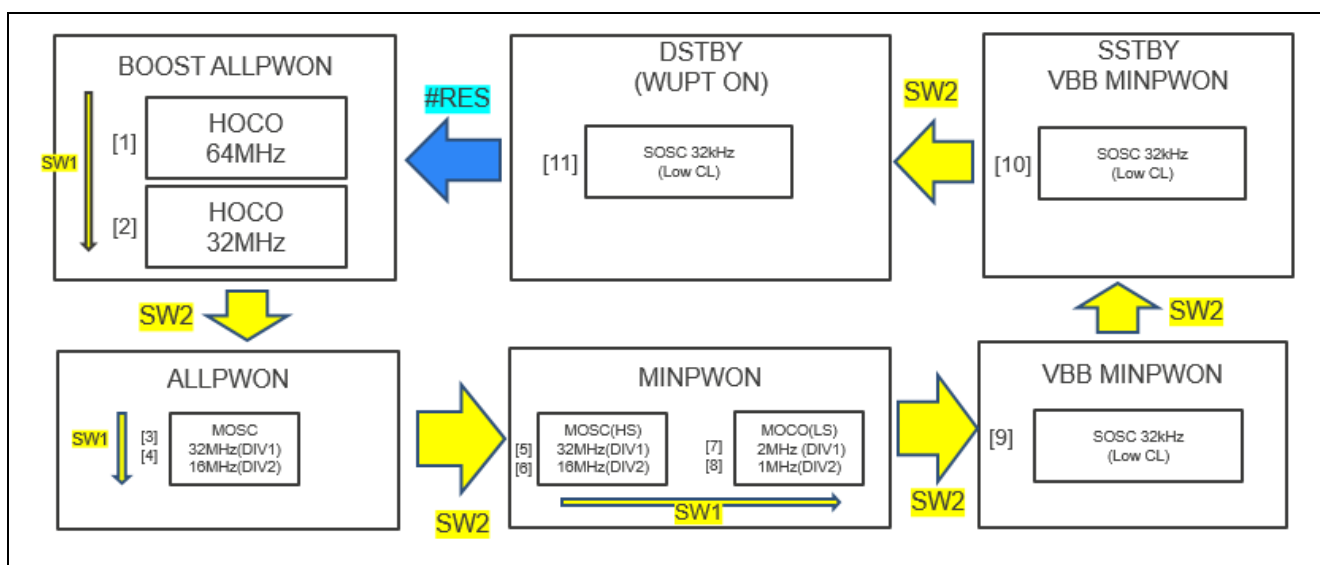 BOOST ALLPWON
SW1
[1]
HOCO
64MHz
[2]
HOCO
32MHz
#RES
DSTBY
(WUPT ON)
[11]
SOSC 32kHz
(Low CL)
SW2
SSTBY
VBB MINPWON
[10]
SOSC 32kHz
(Low CL)
SW2
SW2
ALLPWON
SW1
[3]
[4]
MOSC
32MHz(DIV1)
16MHz(DIV2)
SW2
MINPWON
[5]
[6]
MOSC(HS)
32MHz(DIV1)
16MHz(DIV2)
[7]
[8]
MOCO(LS)
2MHz (DIV1)
1MHz(DIV2)
SW1
SW2
VBB MINPWON
[9]
SOSC 32kHz
(Low CL)